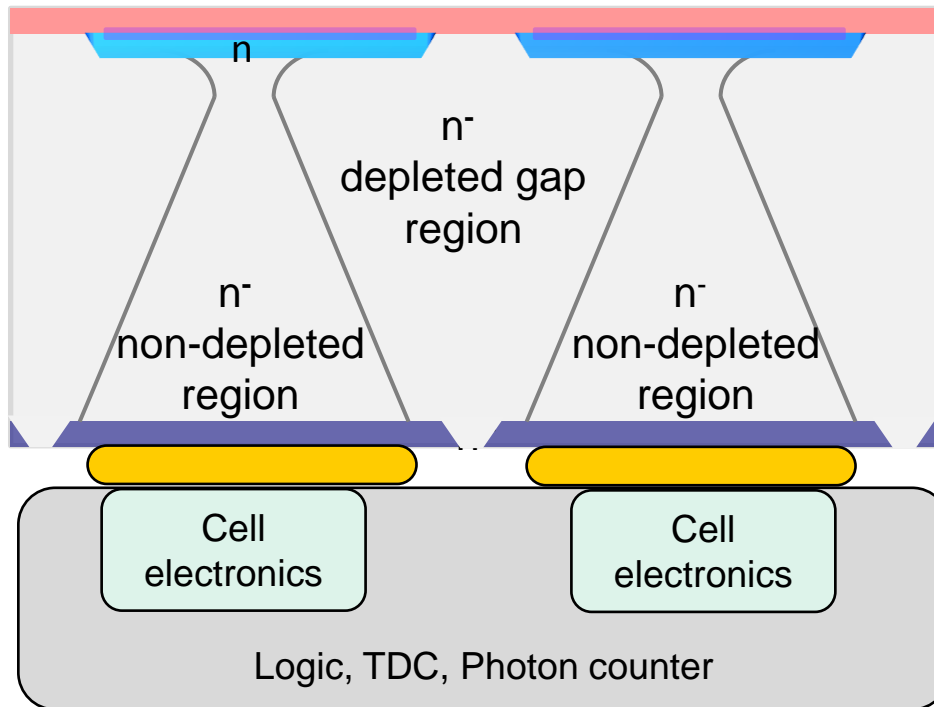 n
n⁻
depleted gap
region
n⁻
non-depleted
region
n⁻
non-depleted
region
Cell
electronics
Cell
electronics
Logic, TDC, Photon counter